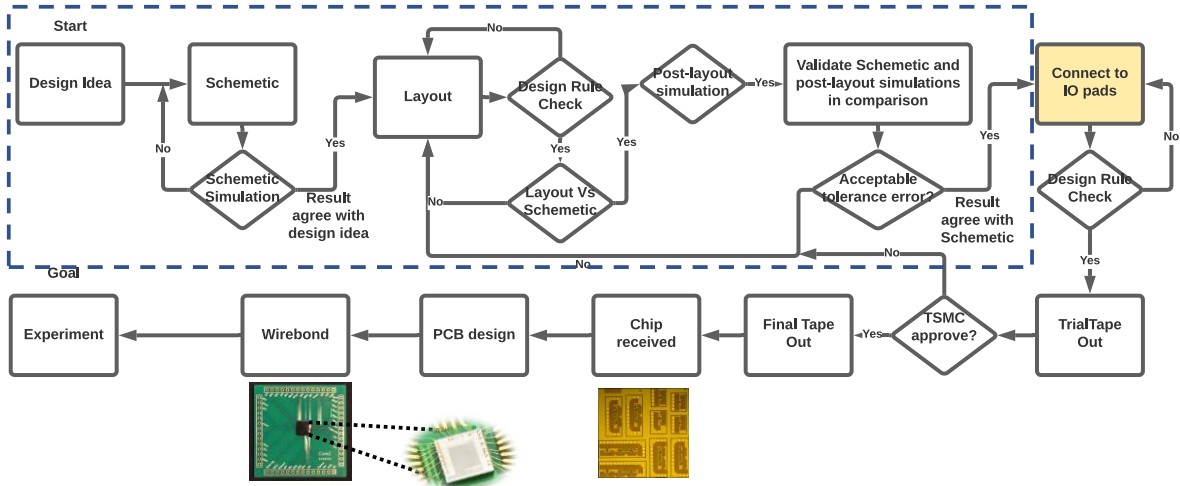 Start
Design Idea
Schemetic
No
Schemetic
Simulation
Yes
Result
agree with
design idea
Layout
No
Design Rule
Check
Yes
Layout Vs
Schemetic
No
Yes
Post-layout
simulation
Yes
Validate Schemetic and
post-layout simulations
in comparison
Acceptable
tolerance error?
No
Yes
Result
agree with
Schemetic
Connect to
IO pads
No
Design Rule
Check
Yes
TrialTape
Out
TSMC
approve?
No
Yes
Final Tape
Out
Chip
received
PCB design
Wirebond
Goal
Experiment